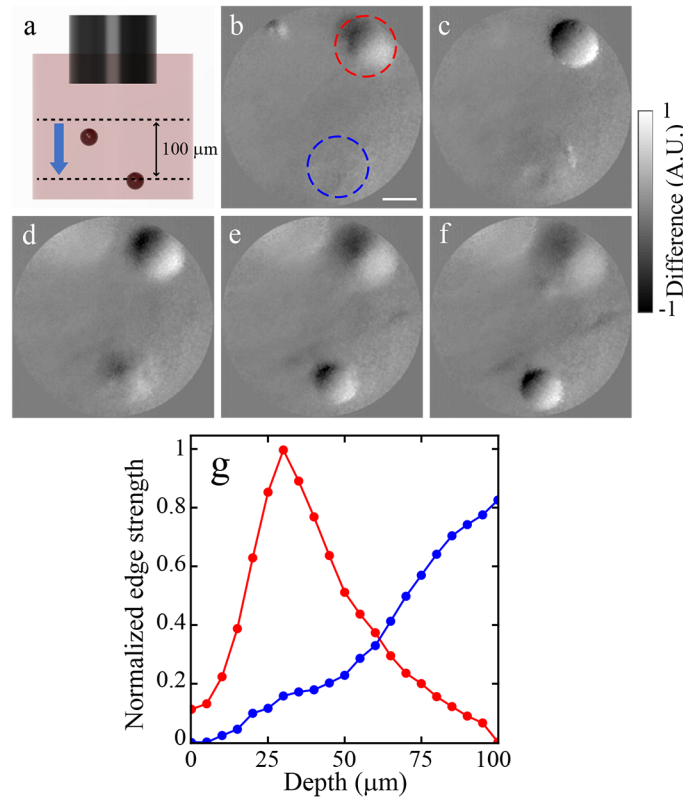 a
100 μm
b
c
d
e
f
1
Difference (A.U.)
-1
g
Normalized edge strength
1
0.8
0.6
0.4
0.2
0
0 25 50 75 100
Depth (μm)